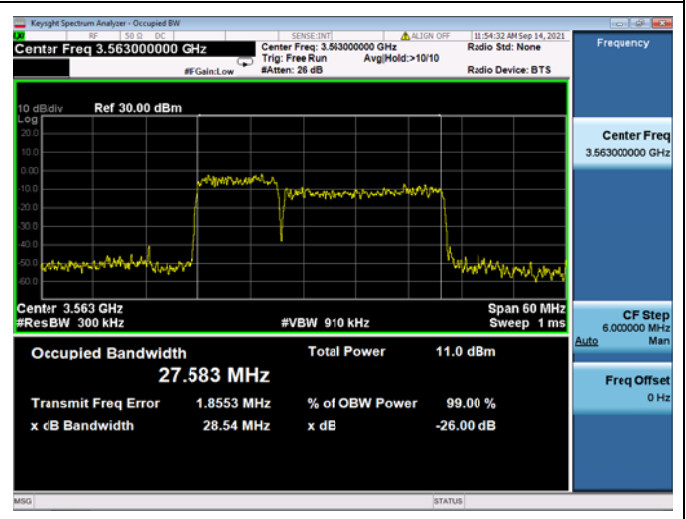 Keysight Spectrum Analyzer - Occupied BW
RF 50 Ω DC SENSE:INT ALIGN OFF 11:54:32 AM Sep 14, 2021
Center Freq 3.563000000 GHz
Center Freq: 3.563000000 GHz
Radio Std: None
Trig: Free Run Avg|Hold:>10/10
#IFGain:Low #Atten: 26 dB Radio Device: BTS
10 dB/div Ref 30.00 dBm
Log
20.0
10.0
0.00
-10.0
-20.0
-30.0
-40.0
-50.0
-60.0
Center 3.563 GHz Span 60 MHz
#Res BW 300 kHz #VBW 910 kHz Sweep 1 ms
Occupied Bandwidth Total Power 11.0 dBm
27.583 MHz
Transmit Freq Error 1.8553 MHz % of OBW Power 99.00 %
x dB Bandwidth 28.54 MHz x dB -26.00 dB
MSG STATUS
Frequency
Center Freq
3.563000000 GHz
CF Step
6.000000 MHz
Auto Man
Freq Offset
0 Hz